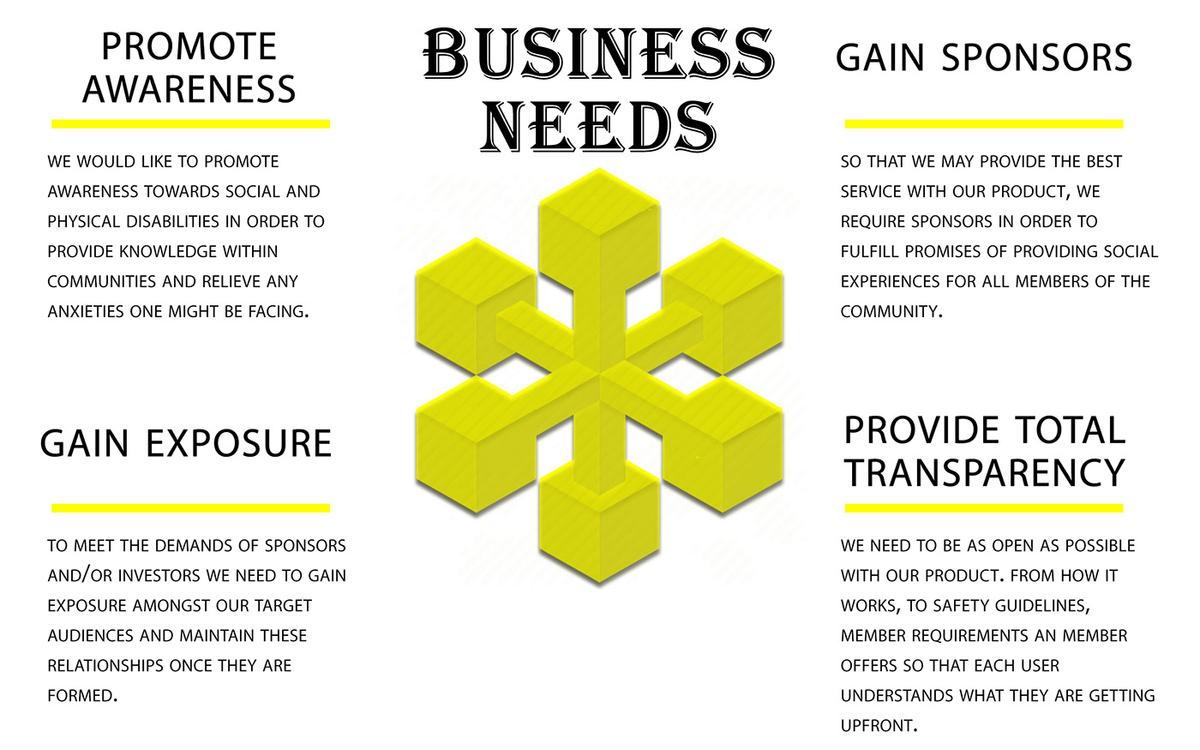 BUSINESS
NEEDS
PROMOTE
AWARENESS
WE WOULD LIKE TO PROMOTE
AWARENESS TOWARDS SOCIAL AND
PHYSICAL DISABILITIES IN ORDER TO
PROVIDE KNOWLEDGE WITHIN
COMMUNITIES AND RELIEVE ANY
ANXIETIES ONE MIGHT BE FACING.
GAIN SPONSORS
SO THAT WE MAY PROVIDE THE BEST
SERVICE WITH OUR PRODUCT, WE
REQUIRE SPONSORS IN ORDER TO
FULFILL PROMISES OF PROVIDING SOCIAL
EXPERIENCES FOR ALL MEMBERS OF THE
COMMUNITY.
GAIN EXPOSURE
TO MEET THE DEMANDS OF SPONSORS
AND/OR INVESTORS WE NEED TO GAIN
EXPOSURE AMONGST OUR TARGET
AUDIENCES AND MAINTAIN THESE
RELATIONSHIPS ONCE THEY ARE
FORMED.
PROVIDE TOTAL
TRANSPARENCY
WE NEED TO BE AS OPEN AS POSSIBLE
WITH OUR PRODUCT. FROM HOW IT
WORKS, TO SAFETY GUIDELINES,
MEMBER REQUIREMENTS AN MEMBER
OFFERS SO THAT EACH USER
UNDERSTANDS WHAT THEY ARE GETTING
UPFRONT.